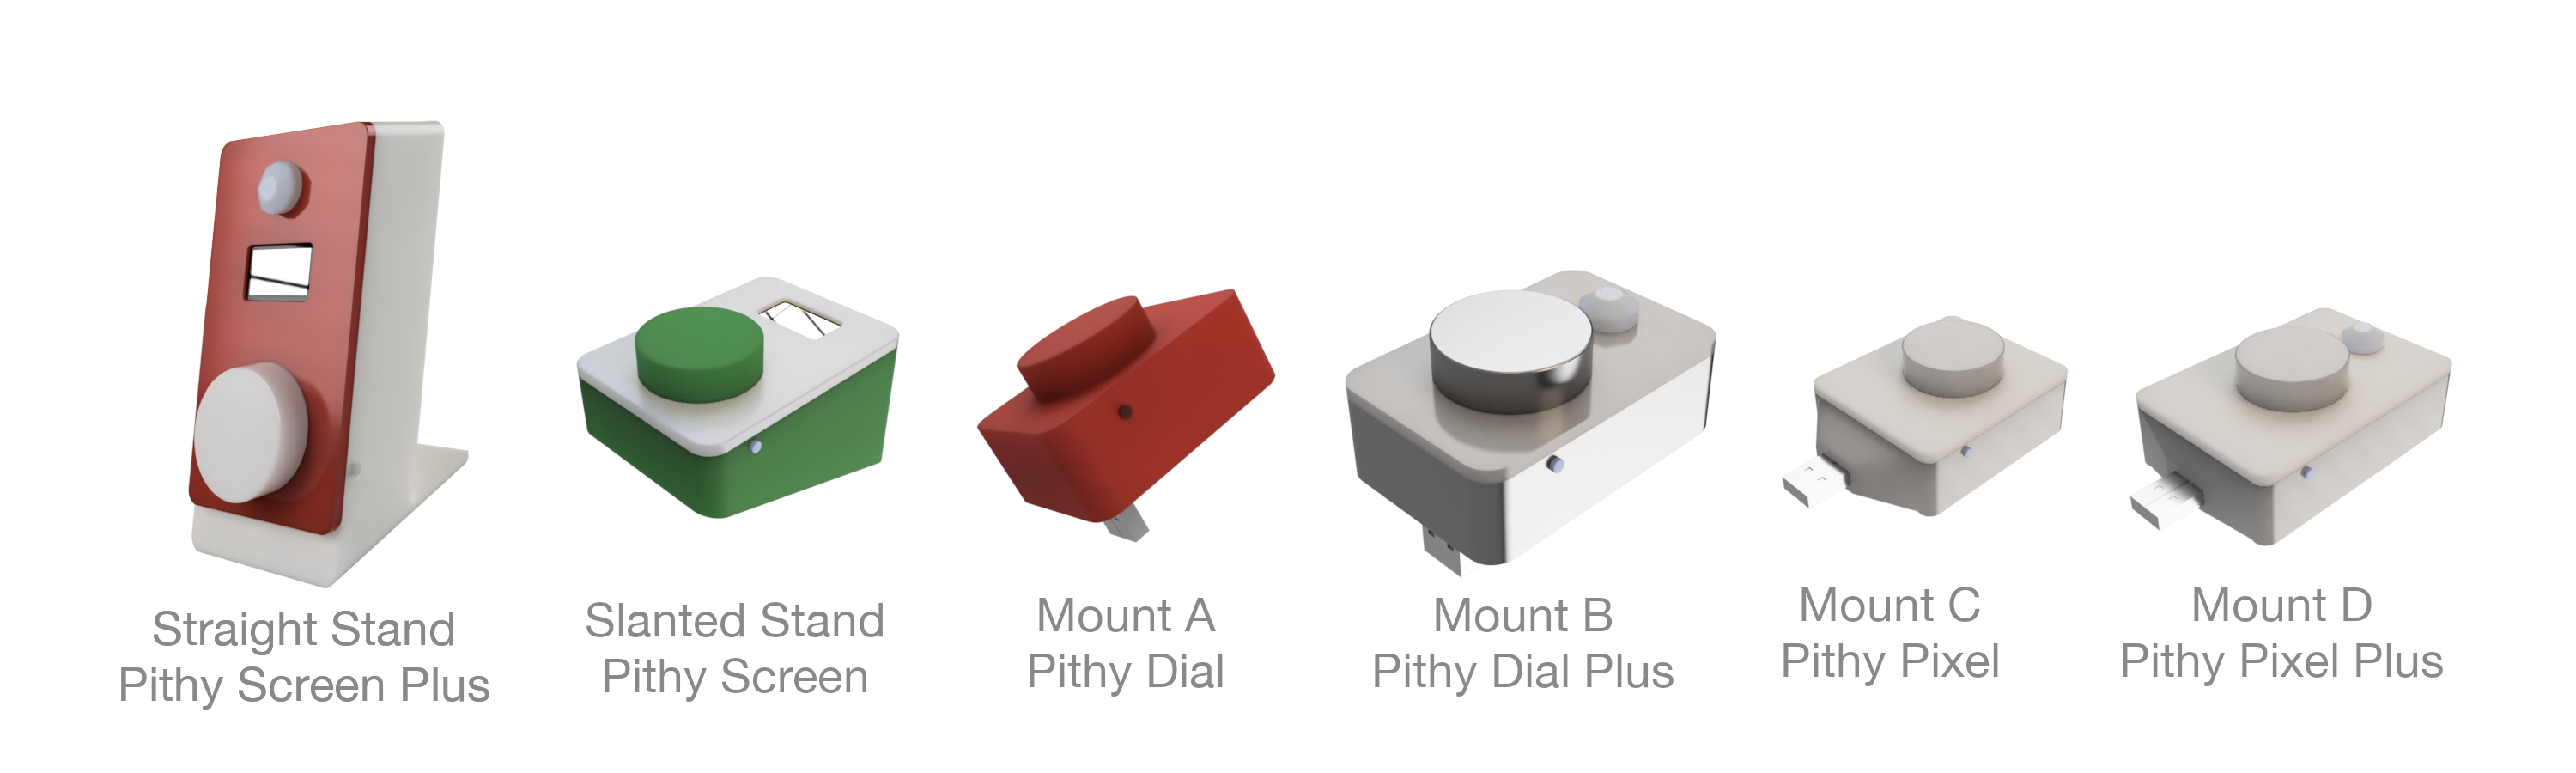 Straight Stand
Pithy Screen Plus
Slanted Stand
Pithy Screen
Mount A
Pithy Dial
Mount B
Pithy Dial Plus
Mount C
Pithy Pixel
Mount D
Pithy Pixel Plus